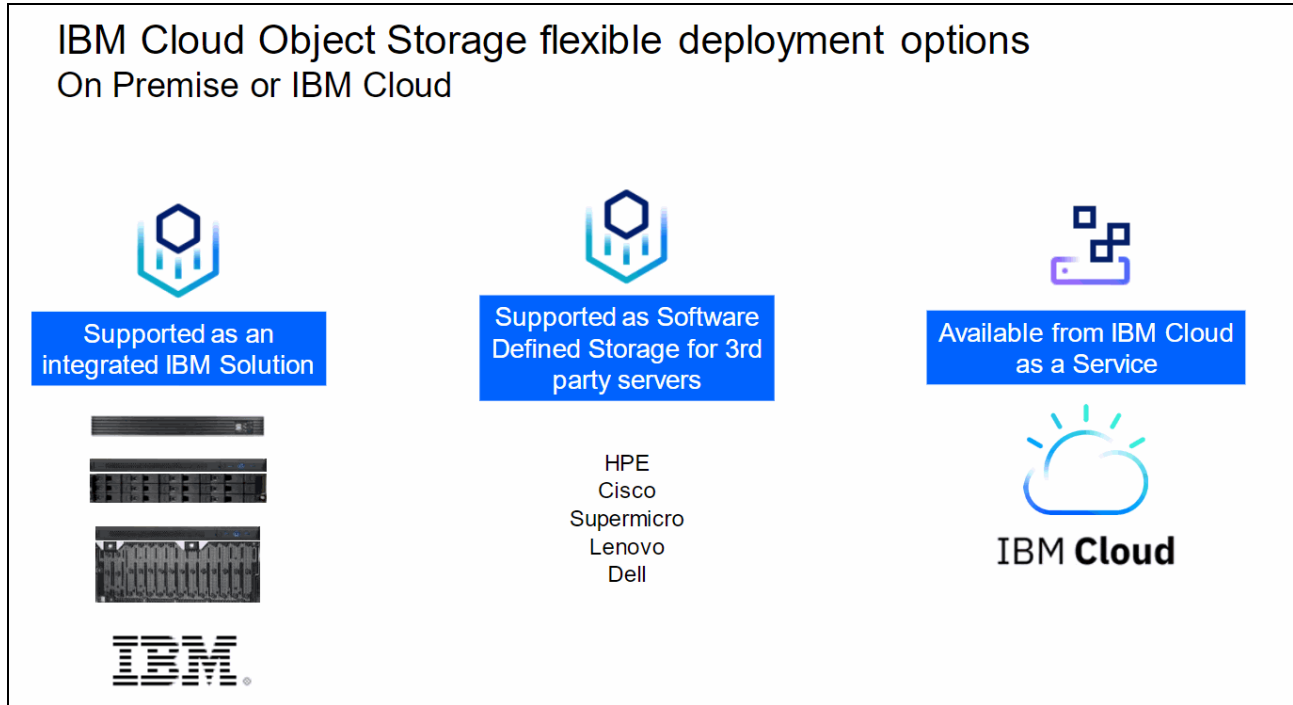 IBM Cloud Object Storage flexible deployment options
On Premise or IBM Cloud
Supported as an
integrated IBM Solution
IBM®
Supported as Software
Defined Storage for 3rd
party servers
HPE
Cisco
Supermicro
Lenovo
Dell
Available from IBM Cloud
as a Service
IBM Cloud